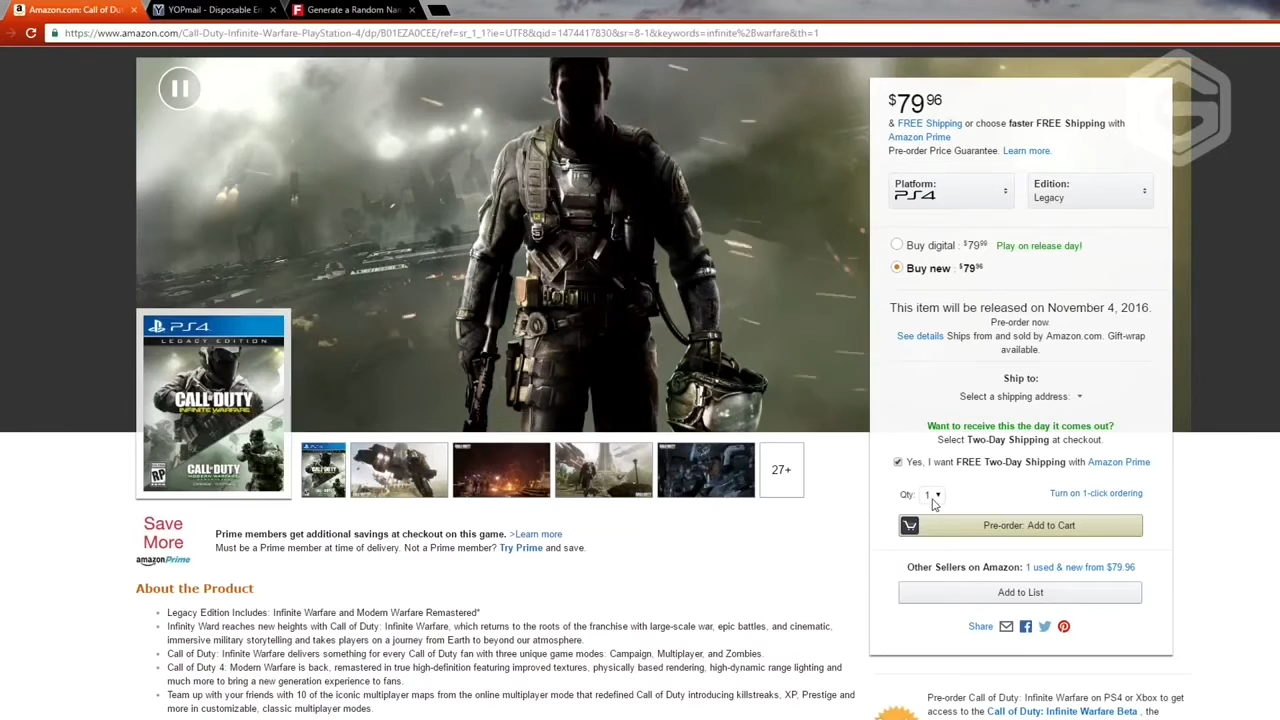 Amazon.com: Call of Du
YOPmail - Disposable En
Generate a Random Nan
https://www.amazon.com/Call-Duty-Infinite-Warfare-PlayStation-4/dp/B01EZA0CEE/ref=sr_1_1?ie=UTF8&qid=1474417830&sr=8-1&keywords=infinite%2Bwarfare&th=1
$79 96
& FREE Shipping or choose faster FREE Shipping with
Amazon Prime
Pre-order Price Guarantee. Learn more.
Platform:
PS4
Edition:
Legacy
Buy digital : $79 99 Play on release day!
Buy new : $79 96
This item will be released on November 4, 2016.
Pre-order now.
See details Ships from and sold by Amazon.com. Gift-wrap
available.
Ship to:
Select a shipping address:
Want to receive this the day it comes out?
Select Two-Day Shipping at checkout.
Yes, I want FREE Two-Day Shipping with Amazon Prime
Qty: 1
Turn on 1-click ordering
Pre-order: Add to Cart
Other Sellers on Amazon: 1 used & new from $79.96
Add to List
Share
PS4
LEGACY EDITION
CALL OF DUTY
INFINITE WARFARE
CALL OF DUTY
RP
27+
Save
More
amazonPrime
Prime members get additional savings at checkout on this game. >Learn more
Must be a Prime member at time of delivery. Not a Prime member? Try Prime and save.
About the Product
Legacy Edition Includes: Infinite Warfare and Modern Warfare Remastered*
Infinity Ward reaches new heights with Call of Duty: Infinite Warfare, which returns to the roots of the franchise with large-scale war, epic battles, and cinematic,
immersive military storytelling and takes players on a journey from Earth to beyond our atmosphere.
Call of Duty: Infinite Warfare delivers something for every Call of Duty fan with three unique game modes: Campaign, Multiplayer, and Zombies.
Call of Duty 4: Modern Warfare is back, remastered in true high-definition featuring improved textures, physically based rendering, high-dynamic range lighting and
much more to bring a new generation experience to fans.
Team up with your friends with 10 of the iconic multiplayer maps from the online multiplayer mode that redefined Call of Duty introducing killstreaks, XP, Prestige and
more in customizable, classic multiplayer modes.
Pre-order Call of Duty: Infinite Warfare on PS4 or Xbox to get
access to the Call of Duty: Infinite Warfare Beta , the